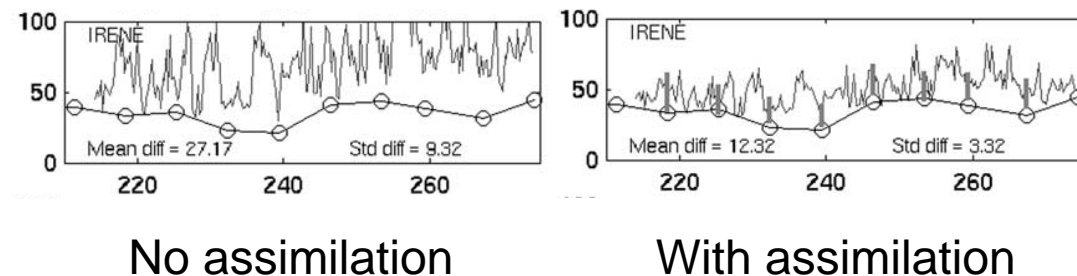 100
IRENE
50
0
Mean diff = 27.17
Std diff = 9.32
220
240
260
100
IRENE
50
0
Mean diff = 12.32
Std diff = 3.32
220
240
260
No assimilation
With assimilation